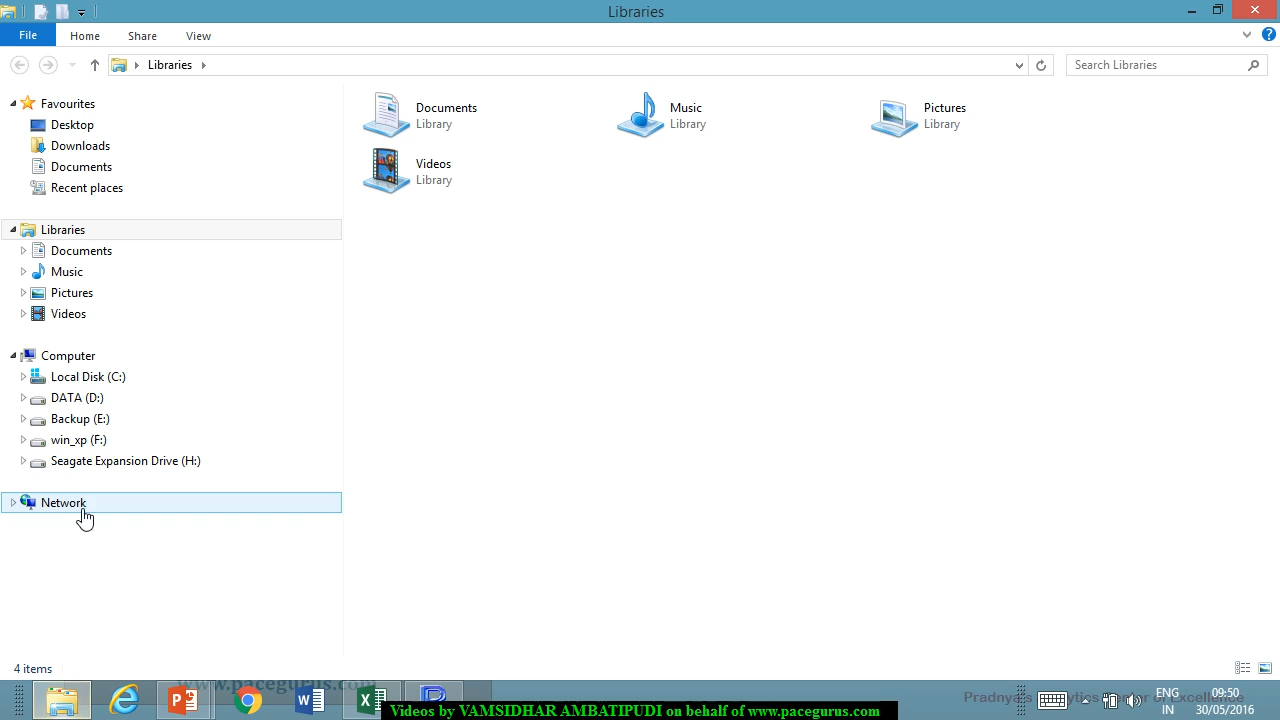 Libraries
File Home Share View
Libraries
Search Libraries
Favourites
Desktop
Downloads
Documents
Recent places
Libraries
Documents
Music
Pictures
Videos
Computer
Local Disk (C:)
DATA (D:)
Backup (E:)
win_xp (F:)
Seagate Expansion Drive (H:)
Network
Documents
Library
Music
Library
Pictures
Library
Videos
Library
4 items
www.pacegurus.com
ENG
IN
09:50
30/05/2016
Videos by VAMSIDHAR AMBATIPUDI on behalf of www.pacegurus.com